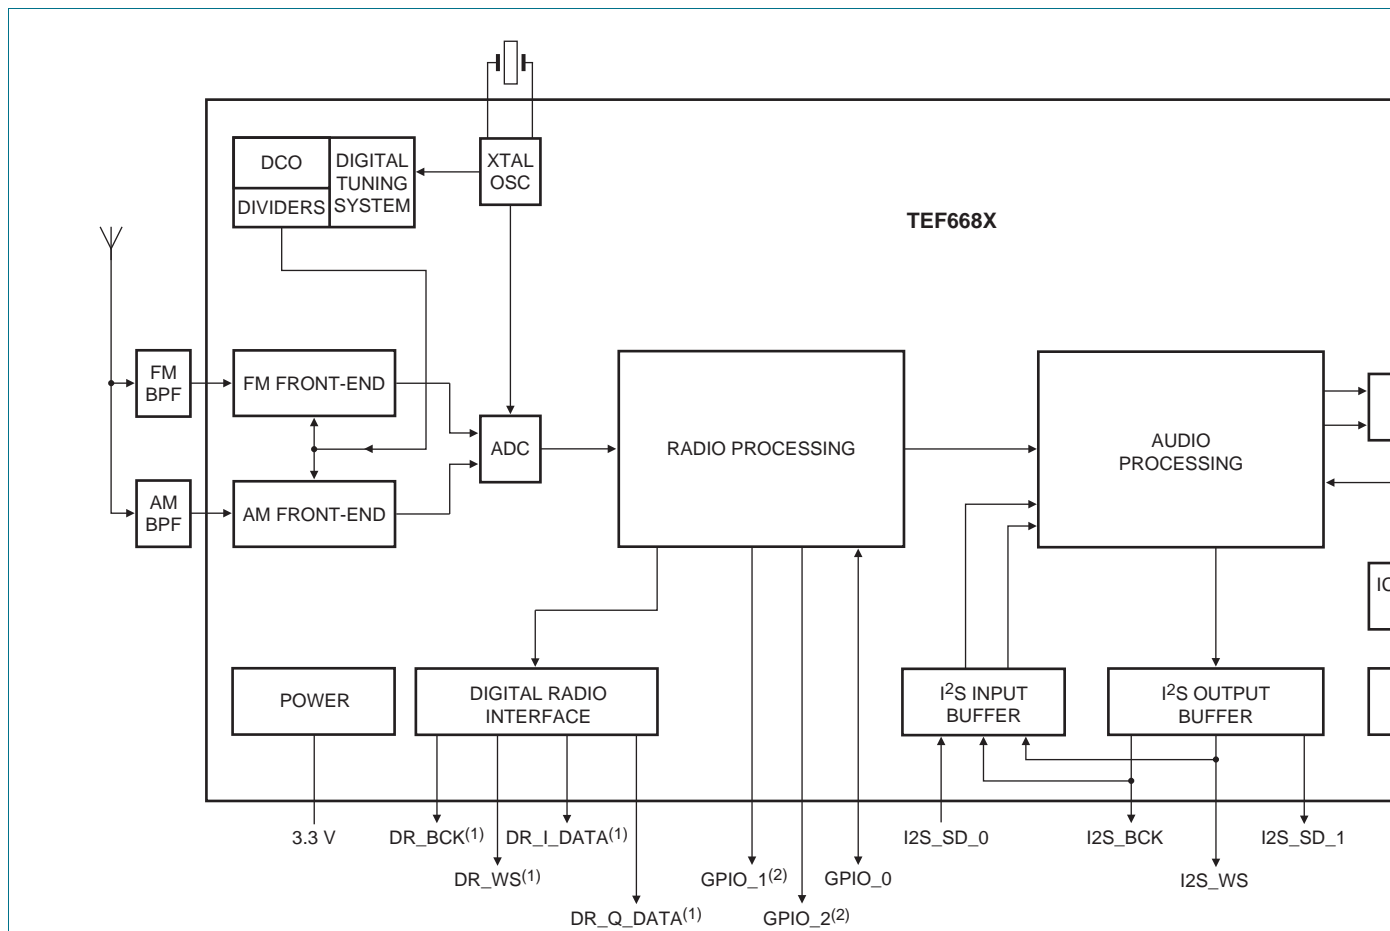 XTAL
OSC
DCO
DIVIDERS
DIGITAL
TUNING
SYSTEM
TEF668X
FM
BPF
FM FRONT-END
AM
BPF
AM FRONT-END
ADC
RADIO PROCESSING
AUDIO
PROCESSING
POWER
DIGITAL RADIO
INTERFACE
I²S INPUT
BUFFER
I²S OUTPUT
BUFFER
3.3 V
DR_BCK(1)
DR_I_DATA(1)
DR_WS(1)
DR_Q_DATA(1)
GPIO_1(2)
GPIO_2(2)
GPIO_0
I2S_SD_0
I2S_BCK
I2S_WS
I2S_SD_1